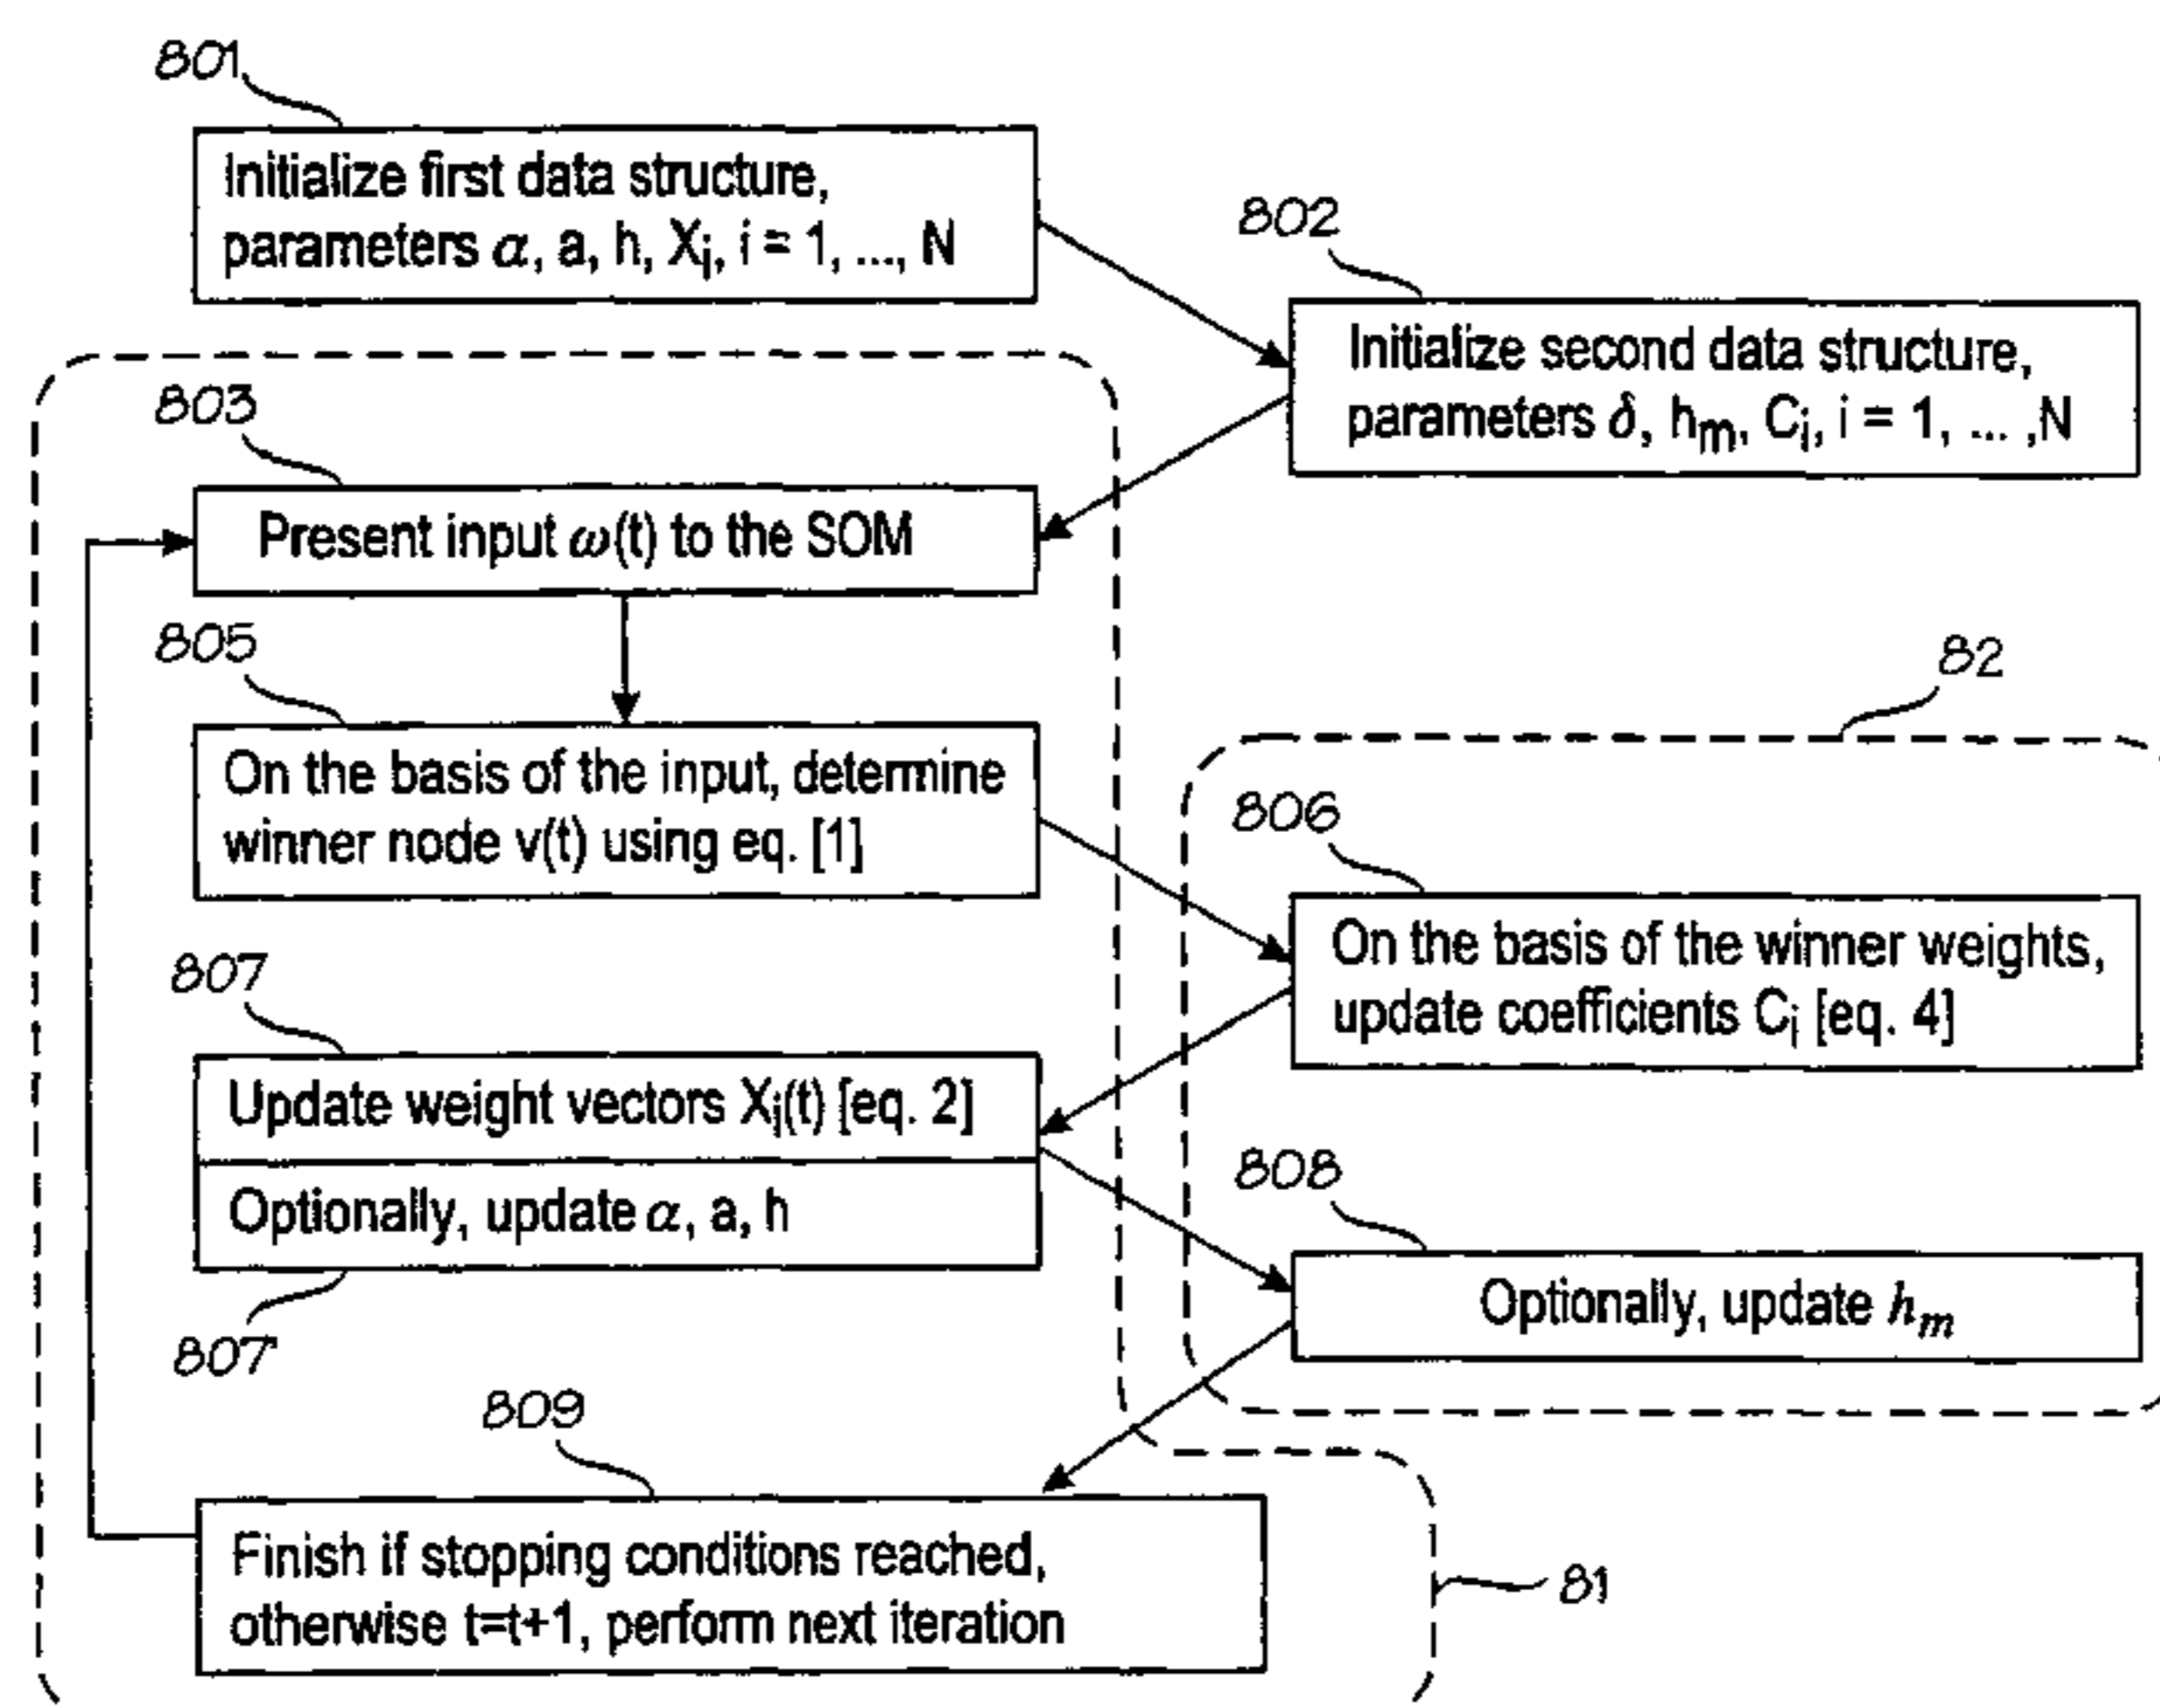 801
Initialize first data structure,
parameters α, a, h, Xi, i = 1, ..., N
802
Initialize second data structure,
parameters δ, hm, Ci, i = 1, ... ,N
803
Present input ω(t) to the SOM
805
On the basis of the input, determine
winner node v(t) using eq. [1]
82
806
On the basis of the winner weights,
update coefficients Ci [eq. 4]
807
Update weight vectors Xi(t) [eq. 2]
Optionally, update α, a, h
807'
808
Optionally, update hm
809
Finish if stopping conditions reached,
otherwise t=t+1, perform next iteration
81